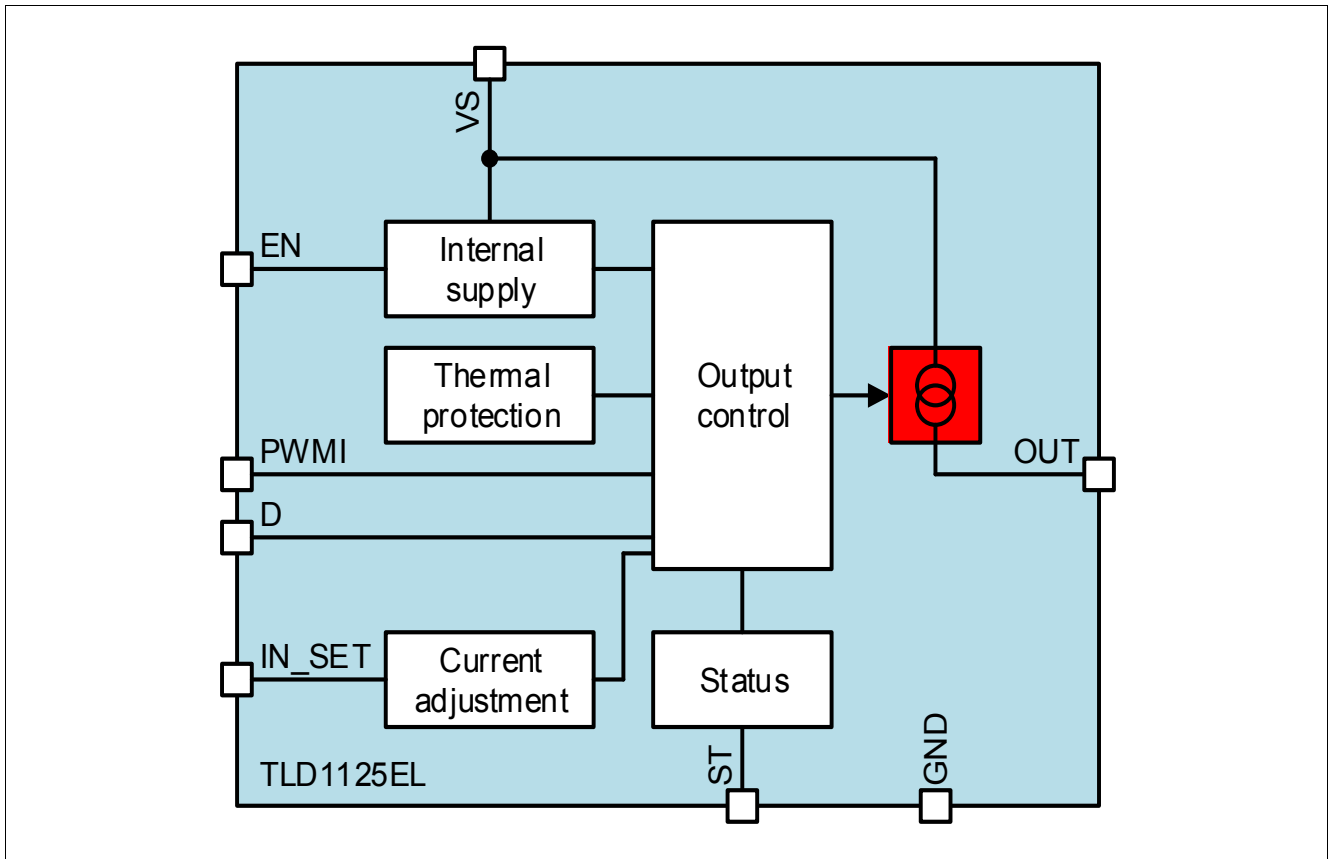 VS
EN
Internal
supply
Thermal
protection
Output
control
PWMI
OUT
D
IN_SET
Current
adjustment
Status
ST
GND
TLD1125EL